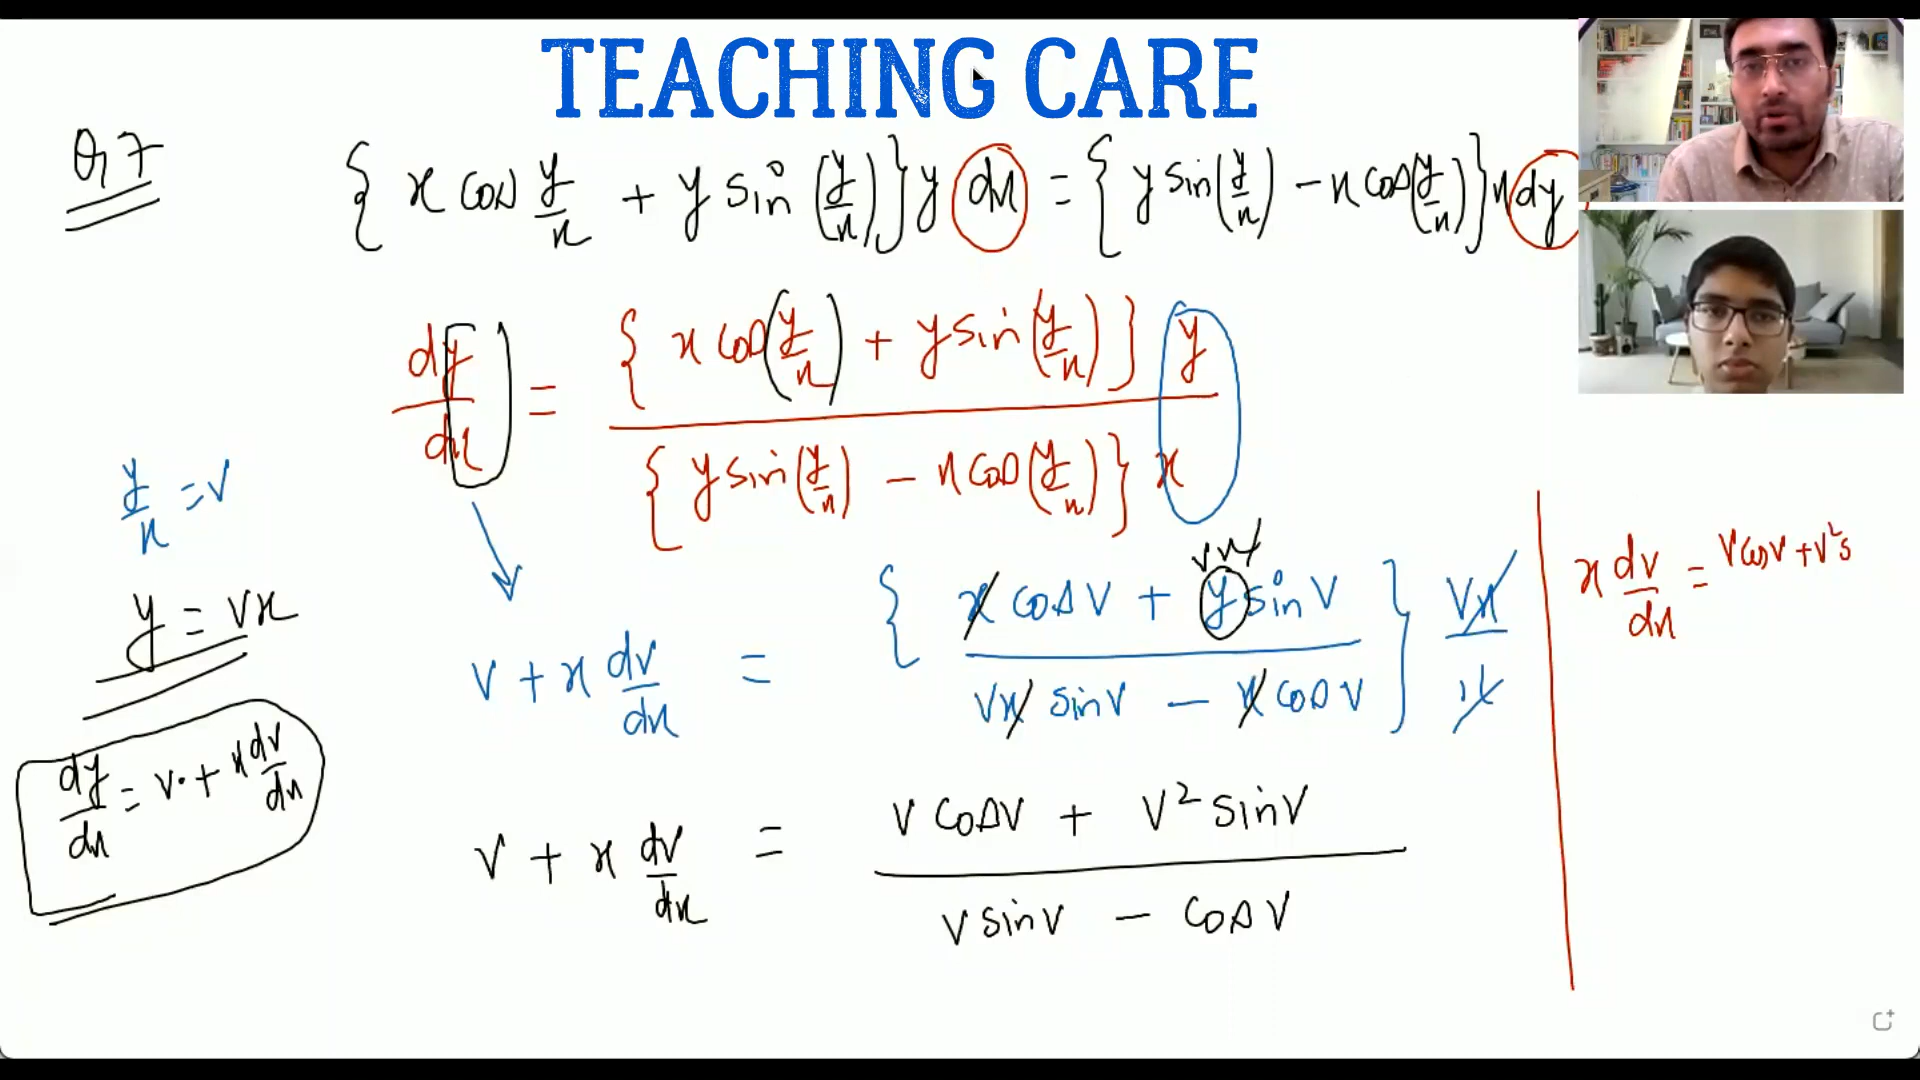 TEACHING CARE
Q7 { x cos y/x + y sin (y/x) } y dx = { y sin (y/x) - x cos (y/x) } x dy
dy/dx = { x cos (y/x) + y sin (y/x) } y / { y sin (y/x) - x cos (y/x) } x
y/x = v
y = vx
dy/dx = v· + x dv/dx
vx
v + x dv/dx = { x cos v + y sin v / vx sin v - x cos v } vx / x
v + x dv/dx = v cos v + v² sin v / v sin v - cos v
x dv/dx = v cos v + v² s